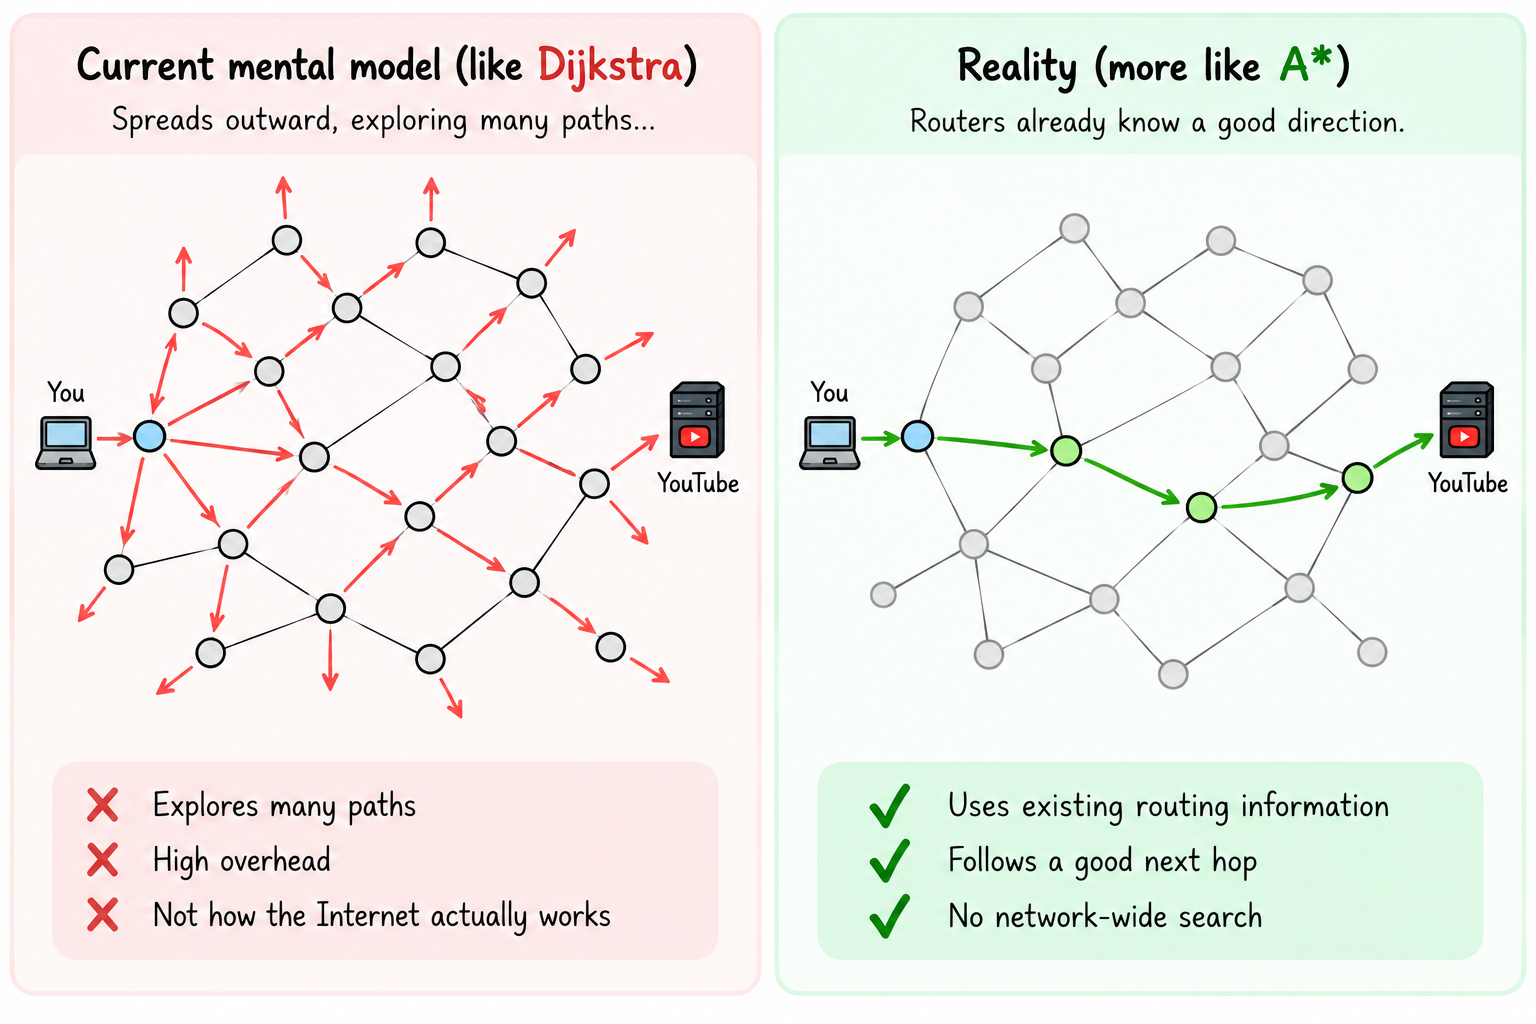 Current mental model (like Dijkstra)
Spreads outward, exploring many paths...
You
YouTube
Explores many paths
High overhead
Not how the Internet actually works
Reality (more like A*)
Routers already know a good direction.
You
YouTube
Uses existing routing information
Follows a good next hop
No network-wide search